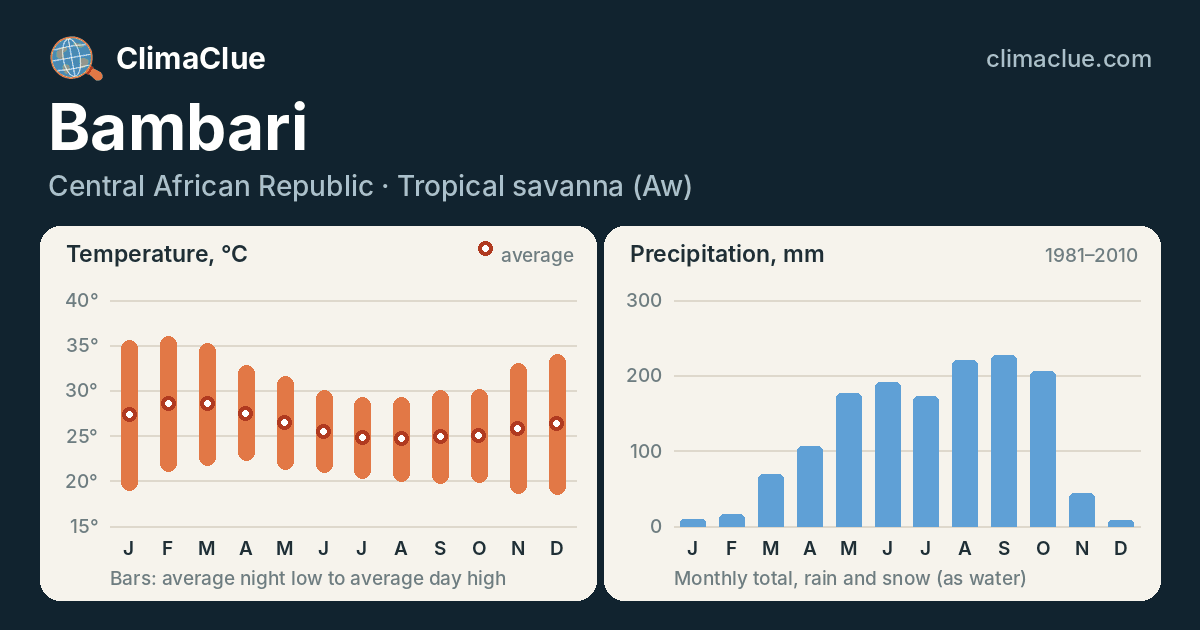 ClimaClue
climaclue.com
Bambari
Central African Republic · Tropical savanna (Aw)
Temperature, °C
average
40°
35°
30°
25°
20°
15°
J F M A M J J A S O N D
Bars: average night low to average day high
Precipitation, mm
1981–2010
300
200
100
0
J F M A M J J A S O N D
Monthly total, rain and snow (as water)